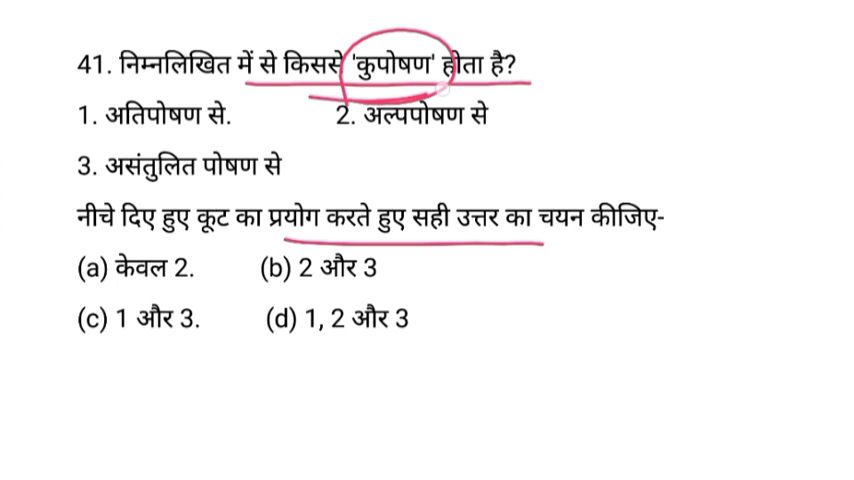 41. निम्नलिखित में से किससे 'कुपोषण' होता है?
1. अतिपोषण से. 2. अल्पपोषण से
3. असंतुलित पोषण से
नीचे दिए हुए कूट का प्रयोग करते हुए सही उत्तर का चयन कीजिए-
(a) केवल 2. (b) 2 और 3
(c) 1 और 3. (d) 1, 2 और 3